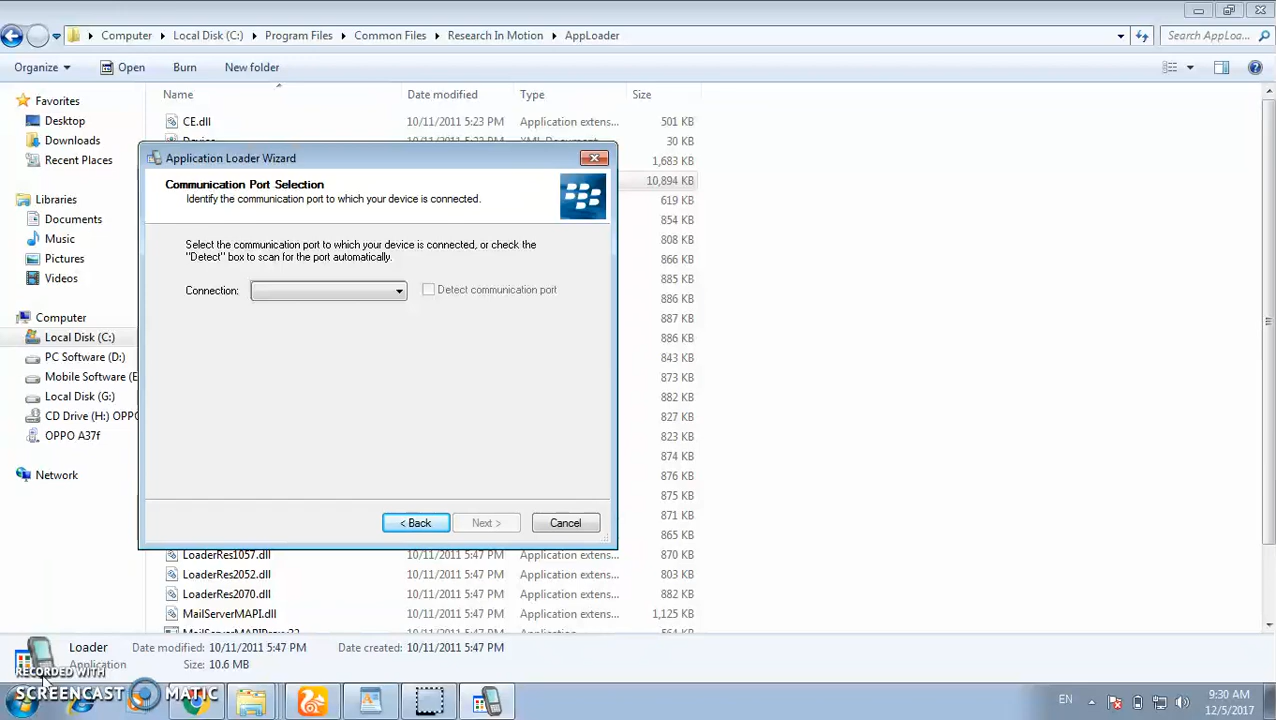 Computer Local Disk (C:) Program Files Common Files Research In Motion AppLoader
Search AppLoa...
Organize Open Burn New folder
Favorites
Desktop
Downloads
Recent Places
Libraries
Documents
Music
Pictures
Videos
Computer
Local Disk (C:)
PC Software (D:)
Mobile Software (E
Local Disk (G:)
CD Drive (H:) OPPO
OPPO A37f
Network
Name Date modified Type Size
CE.dll 10/11/2011 5:23 PM Application extens... 501 KB
Device 10/11/2011 5:23 PM XML Document 30 KB
1,683 KB
10,894 KB
619 KB
854 KB
808 KB
866 KB
885 KB
886 KB
887 KB
886 KB
843 KB
873 KB
882 KB
827 KB
823 KB
874 KB
876 KB
875 KB
871 KB
865 KB
LoaderRes1057.dll 10/11/2011 5:47 PM Application extens... 870 KB
LoaderRes2052.dll 10/11/2011 5:47 PM Application extens... 803 KB
LoaderRes2070.dll 10/11/2011 5:47 PM Application extens... 882 KB
MailServerMAPI.dll 10/11/2011 5:47 PM Application extens... 1,125 KB
MailServerMAPIProxy32 10/11/2011 5:47 PM Application 564 KB
Application Loader Wizard
Communication Port Selection
Identify the communication port to which your device is connected.
Select the communication port to which your device is connected, or check the
"Detect" box to scan for the port automatically.
Connection: Detect communication port
< Back Next > Cancel
Loader Date modified: 10/11/2011 5:47 PM Date created: 10/11/2011 5:47 PM
Application Size: 10.6 MB
RECORDED WITH
SCREENCAST MATIC
EN
9:30 AM
12/5/2017